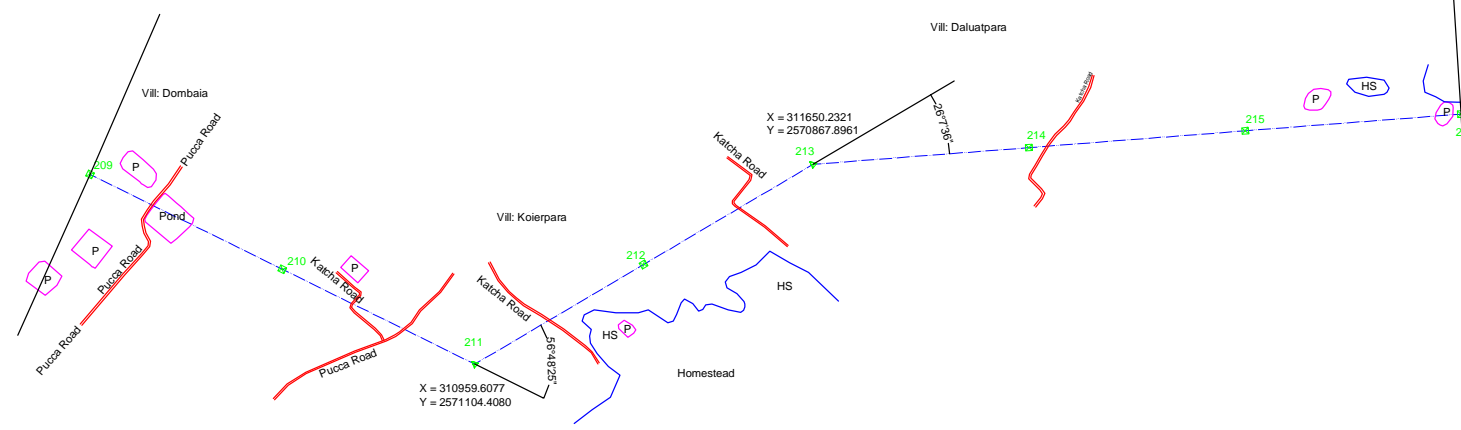 Vill: Daluatpara
Vill: Dombaia
Katcha Road
P
HS
P
X = 311650.2321
Y = 2570867.8961
26°7'36"
215
214
213
Pucca Road
Katcha Road
209
P
Pond
Vill: Koierpara
P
P
Pucca Road
212
210
Katcha Road
P
Katcha Road
HS
Pucca Road
P
HS
211
56°48'25"
Pucca Road
Homestead
X = 310959.6077
Y = 2571104.4080